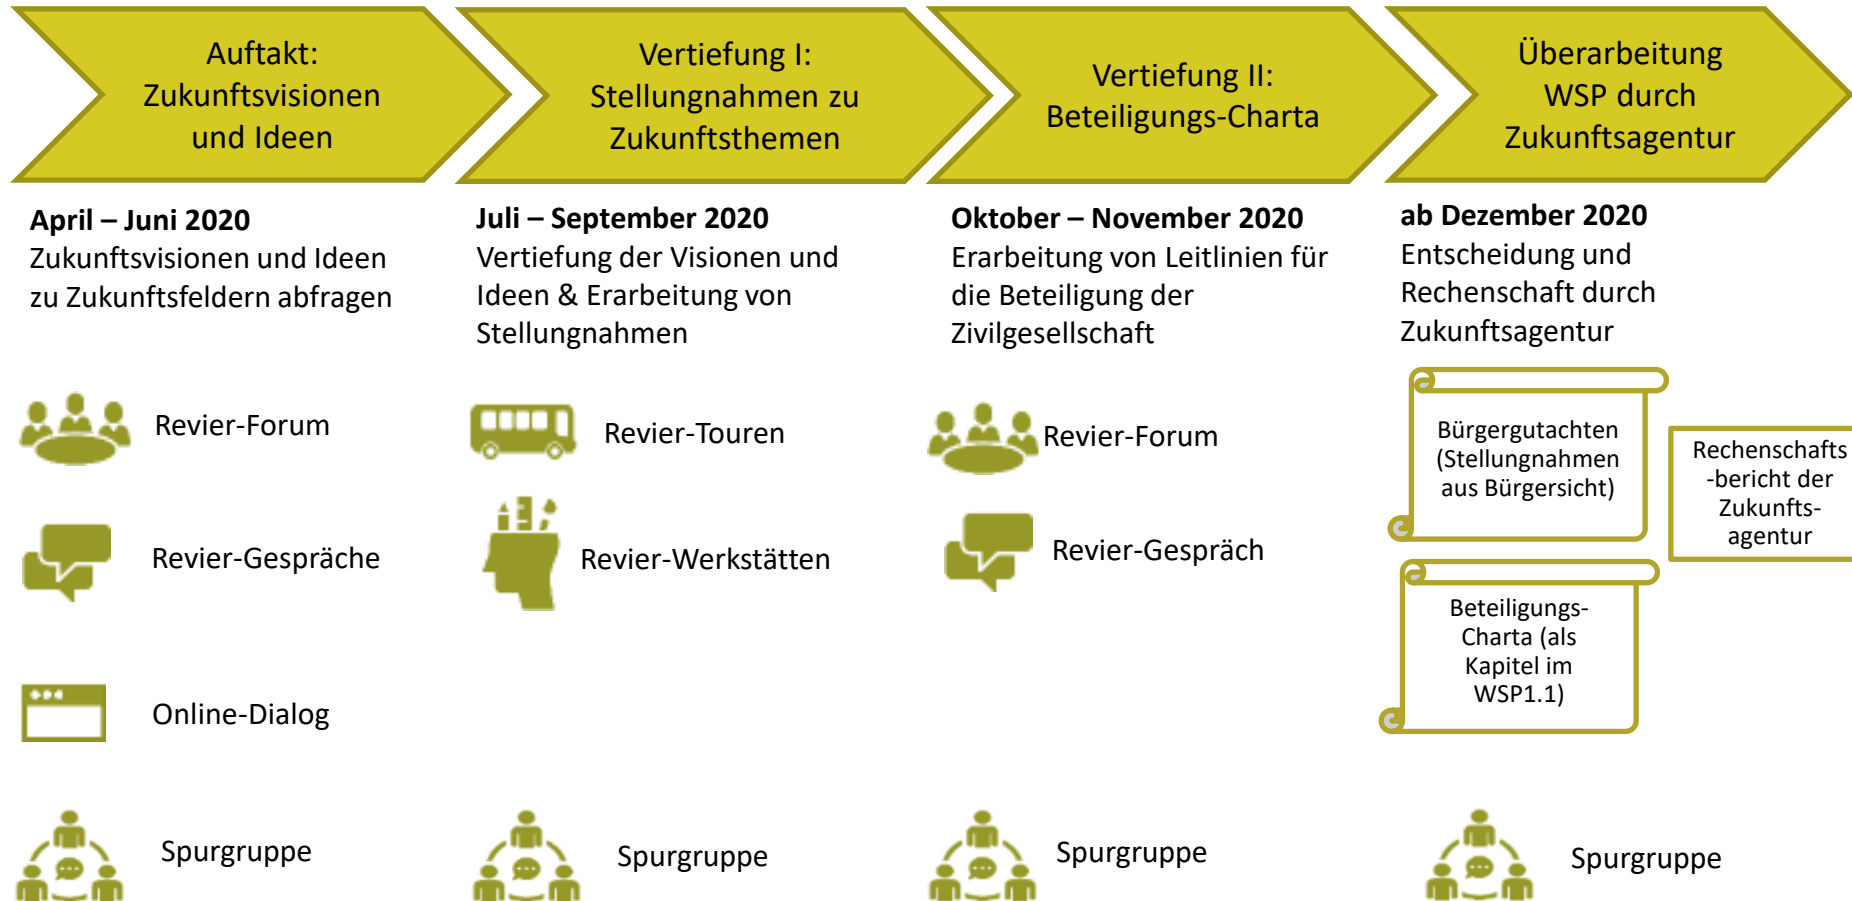 Auftakt:
Zukunftsvisionen
und Ideen
Vertiefung I:
Stellungnahmen zu
Zukunftsthemen
Vertiefung II:
Beteiligungs-Charta
Überarbeitung
WSP durch
Zukunftsagentur
April – Juni 2020
Zukunftsvisionen und Ideen
zu Zukunftsfeldern abfragen
Juli – September 2020
Vertiefung der Visionen und
Ideen & Erarbeitung von
Stellungnahmen
Oktober – November 2020
Erarbeitung von Leitlinien für
die Beteiligung der
Zivilgesellschaft
ab Dezember 2020
Entscheidung und
Rechenschaft durch
Zukunftsagentur
Revier-Forum
Revier-Gespräche
Online-Dialog
Spurgruppe
Revier-Touren
Revier-Werkstätten
Spurgruppe
Revier-Forum
Revier-Gespräch
Spurgruppe
Bürgergutachten
(Stellungnahmen
aus Bürgersicht)
Rechenschafts
-bericht der
Zukunfts-
agentur
Beteiligungs-
Charta (als
Kapitel im
WSP1.1)
Spurgruppe